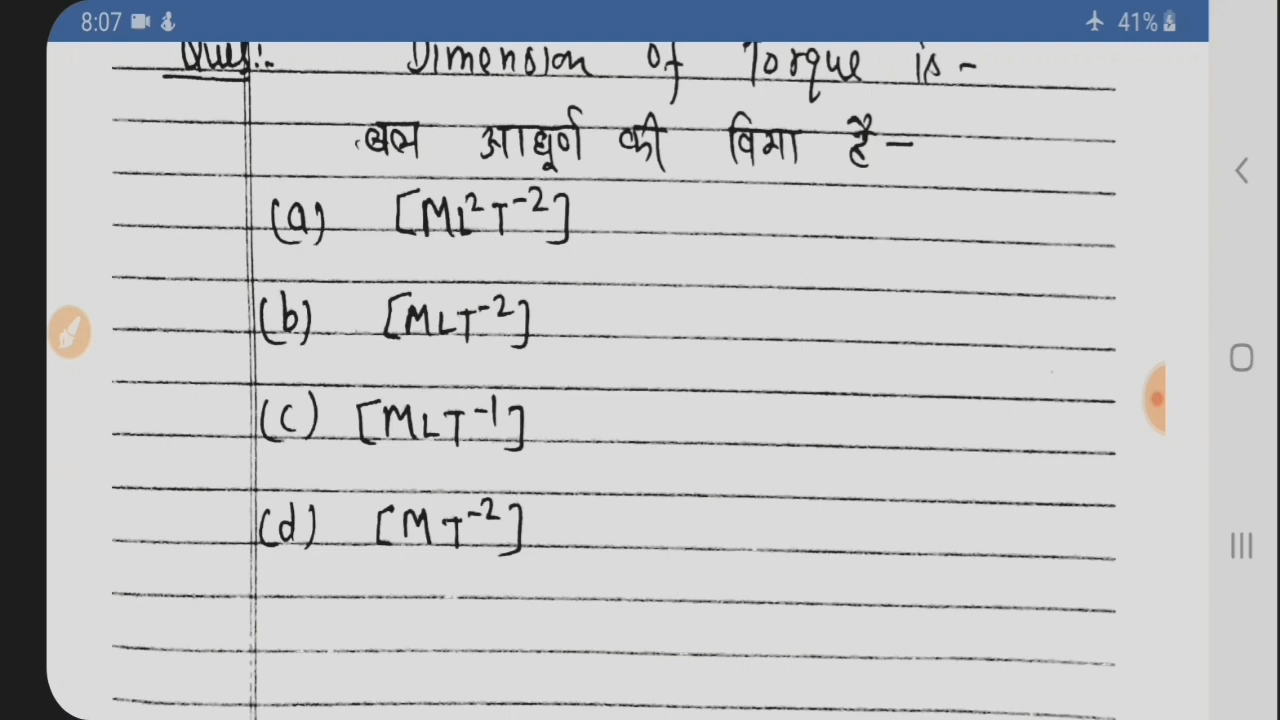 8:07 41%
Ques:- Dimension of Torque is -
बल आघूर्ण की विमा है -
(a) [ML²T⁻²]
(b) [MLT⁻²]
(c) [MLT⁻¹]
(d) [MT⁻²]